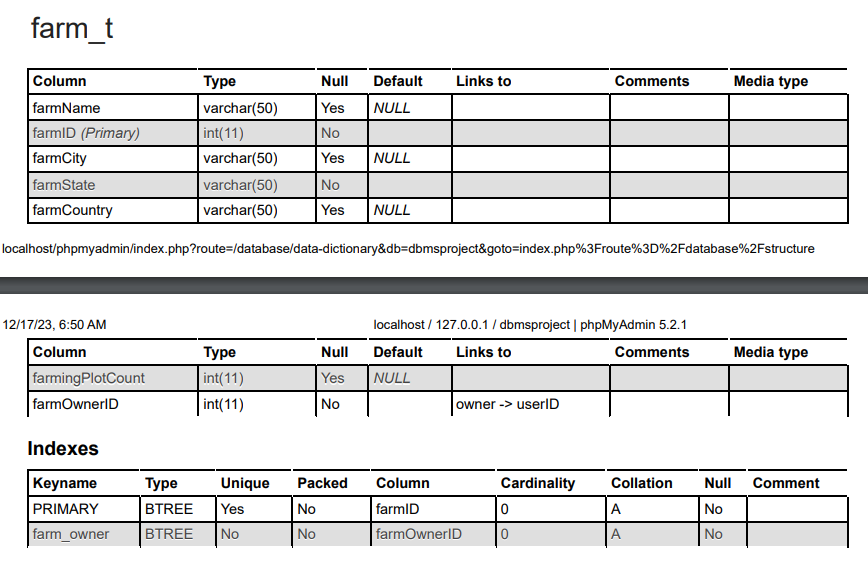 farm_t
Column Type Null Default Links to Comments Media type
farmName varchar(50) Yes NULL
farmID (Primary) int(11) No
farmCity varchar(50) Yes NULL
farmState varchar(50) No
farmCountry varchar(50) Yes NULL
localhost/phpmyadmin/index.php?route=/database/data-dictionary&db=dbmsproject&goto=index.php%3Froute%3D%2Fdatabase%2Fstructure
12/17/23, 6:50 AM localhost / 127.0.0.1 / dbmsproject | phpMyAdmin 5.2.1
Column Type Null Default Links to Comments Media type
farmingPlotCount int(11) Yes NULL
farmOwnerID int(11) No owner -> userID
Indexes
Keyname Type Unique Packed Column Cardinality Collation Null Comment
PRIMARY BTREE Yes No farmID 0 A No
farm_owner BTREE No No farmOwnerID 0 A No